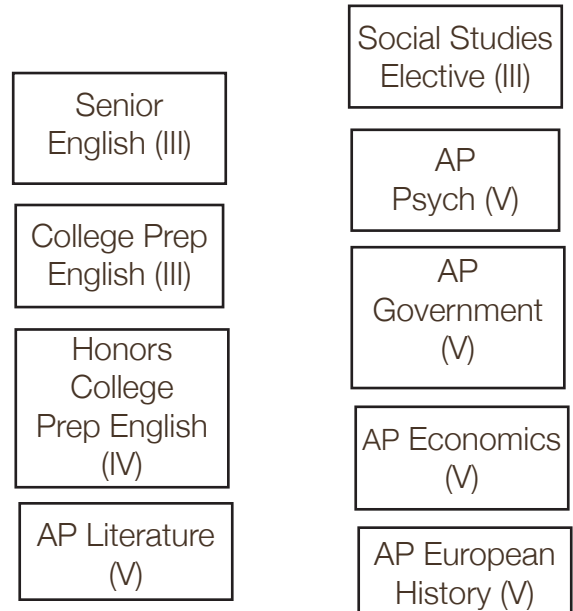 Senior
English (III)
College Prep
English (III)
Honors
College
Prep English
(IV)
AP Literature
(V)
Social Studies
Elective (III)
AP
Psych (V)
AP
Government
(V)
AP Economics
(V)
AP European
History (V)